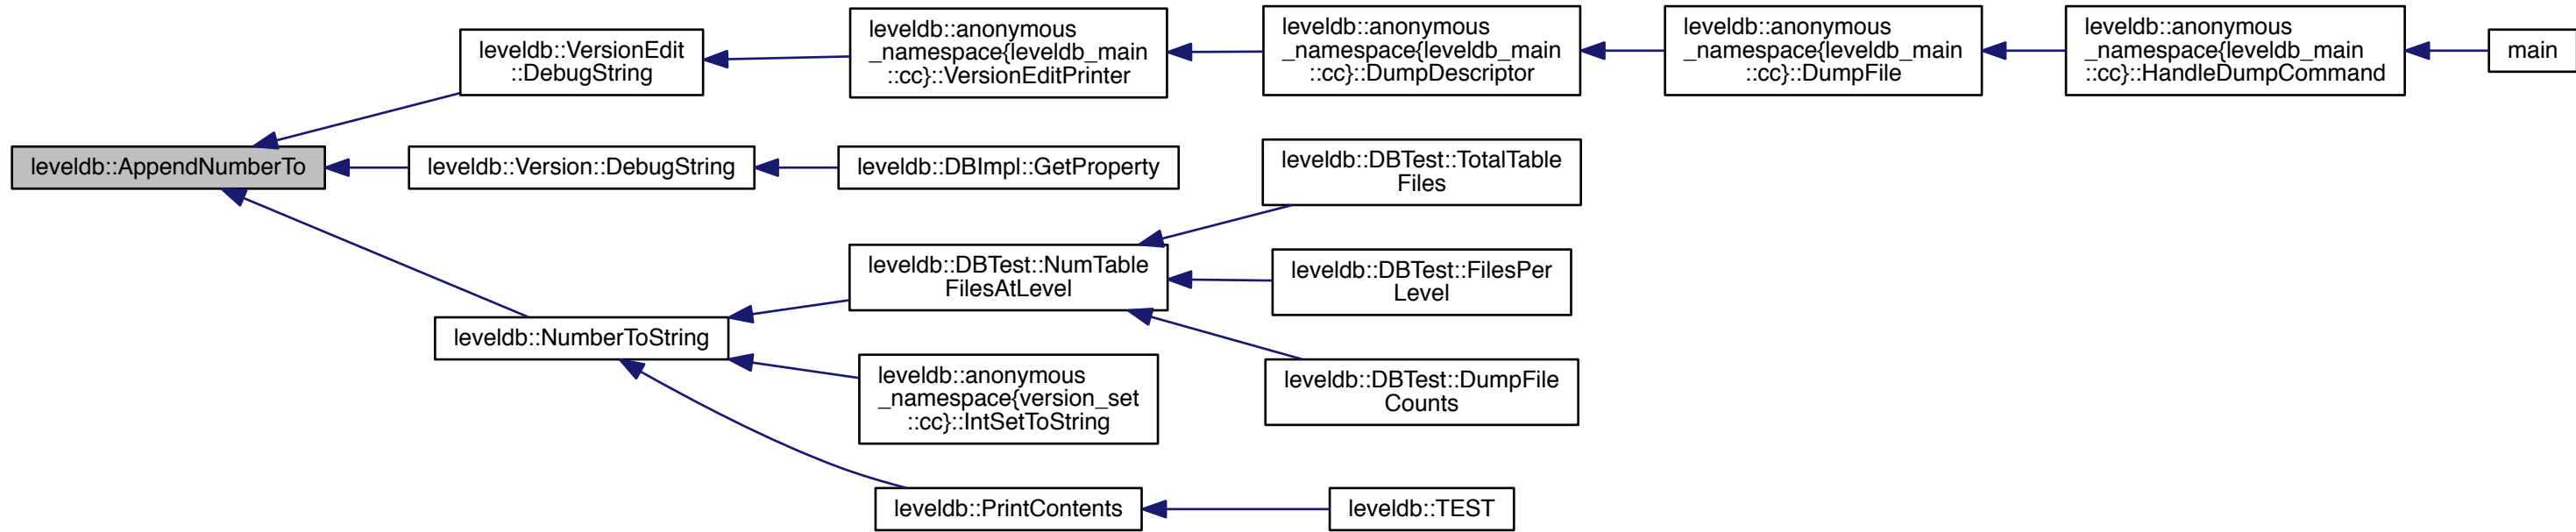 leveldb::AppendNumberTo
leveldb::VersionEdit
::DebugString
leveldb::anonymous
_namespace{leveldb_main
::cc}::VersionEditPrinter
leveldb::anonymous
_namespace{leveldb_main
::cc}::DumpDescriptor
leveldb::anonymous
_namespace{leveldb_main
::cc}::DumpFile
leveldb::anonymous
_namespace{leveldb_main
::cc}::HandleDumpCommand
main
leveldb::Version::DebugString
leveldb::DBImpl::GetProperty
leveldb::NumberToString
leveldb::DBTest::NumTable
FilesAtLevel
leveldb::DBTest::TotalTable
Files
leveldb::DBTest::FilesPer
Level
leveldb::DBTest::DumpFile
Counts
leveldb::anonymous
_namespace{version_set
::cc}::IntSetToString
leveldb::PrintContents
leveldb::TEST